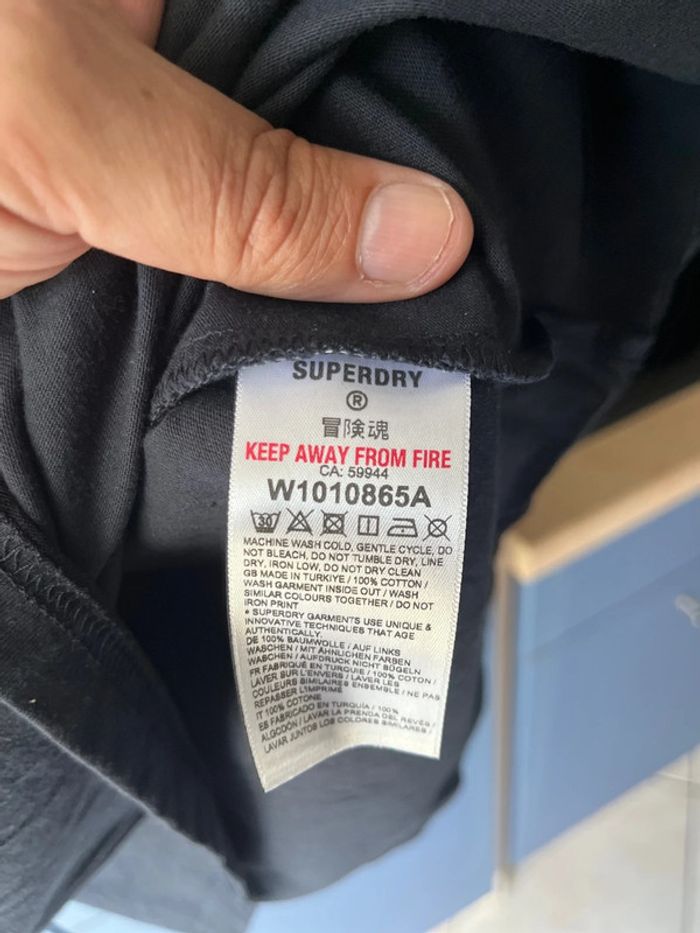 SUPERDRY
®
冒険魂
KEEP AWAY FROM FIRE
CA: 59944
W1010865A
30
MACHINE WASH COLD, GENTLE CYCLE, DO
NOT BLEACH, DO NOT TUMBLE DRY, LINE
DRY, IRON LOW, DO NOT DRY CLEAN
GB MADE IN TURKIYE / 100% COTTON /
WASH GARMENT INSIDE OUT / WASH
SIMILAR COLOURS TOGETHER / DO NOT
IRON PRINT
* SUPERDRY GARMENTS USE UNIQUE &
INNOVATIVE TECHNIQUES THAT AGE
AUTHENTICALLY.
DE 100% BAUMWOLLE / AUF LINKS
WASCHEN / MIT ÄHNLICHEN FARBEN
WASCHEN / AUFDRUCK NICHT BÜGELN
FR FABRIQUÉ EN TURQUIE / 100% COTON /
LAVER SUR L'ENVERS / LAVER LES
COULEURS SIMILAIRES ENSEMBLE / NE PAS
REPASSER L'IMPRIMÉ
IT 100% COTONE
ES FABRICADO EN TURQUÍA / 100%
ALGODÓN / LAVAR LA PRENDA DEL REVÉS /
LAVAR JUNTOS LOS COLORES SIMILARES /